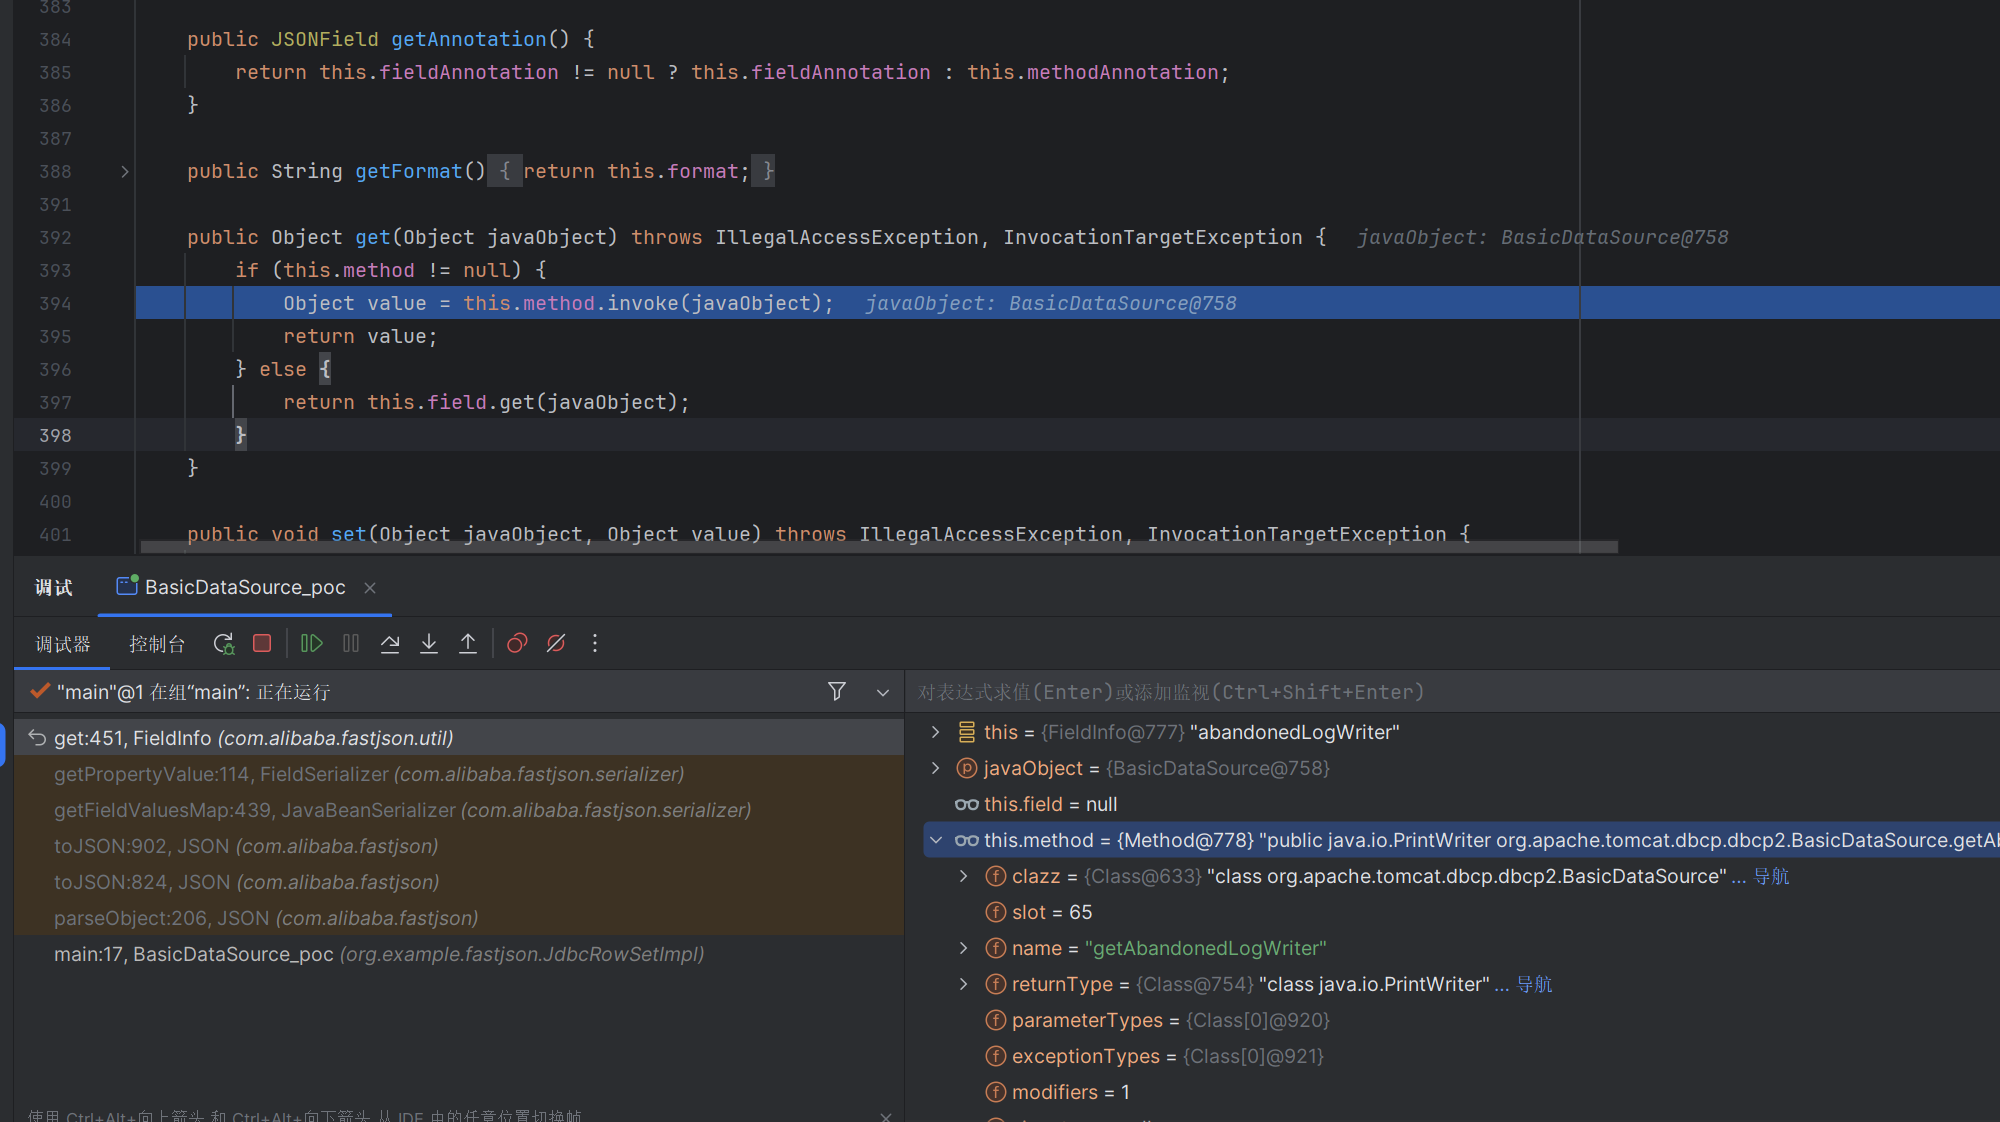 383
384 public JSONField getAnnotation() {
385 return this.fieldAnnotation != null ? this.fieldAnnotation : this.methodAnnotation;
386 }
387
388 public String getFormat() { return this.format; }
391
392 public Object get(Object javaObject) throws IllegalAccessException, InvocationTargetException { javaObject: BasicDataSource@758
393 if (this.method != null) {
394 Object value = this.method.invoke(javaObject); javaObject: BasicDataSource@758
395 return value;
396 } else {
397 return this.field.get(javaObject);
398 }
399 }
400
401 public void set(Object javaObject, Object value) throws IllegalAccessException, InvocationTargetException {
调试 BasicDataSource_poc
调试器 控制台
"main"@1 在组“main”: 正在运行
get:451, FieldInfo (com.alibaba.fastjson.util)
getPropertyValue:114, FieldSerializer (com.alibaba.fastjson.serializer)
getFieldValuesMap:439, JavaBeanSerializer (com.alibaba.fastjson.serializer)
toJSON:902, JSON (com.alibaba.fastjson)
toJSON:824, JSON (com.alibaba.fastjson)
parseObject:206, JSON (com.alibaba.fastjson)
main:17, BasicDataSource_poc (org.example.fastjson.JdbcRowSetImpl)
使用 Ctrl+Alt+向上箭头 和 Ctrl+Alt+向下箭头 从 IDE 中的任意位置切换帧
对表达式求值(Enter)或添加监视(Ctrl+Shift+Enter)
this = {FieldInfo@777} "abandonedLogWriter"
javaObject = {BasicDataSource@758}
this.field = null
this.method = {Method@778} "public java.io.PrintWriter org.apache.tomcat.dbcp.dbcp2.BasicDataSource.getAb
clazz = {Class@633} "class org.apache.tomcat.dbcp.dbcp2.BasicDataSource" ... 导航
slot = 65
name = "getAbandonedLogWriter"
returnType = {Class@754} "class java.io.PrintWriter" ... 导航
parameterTypes = {Class[0]@920}
exceptionTypes = {Class[0]@921}
modifiers = 1